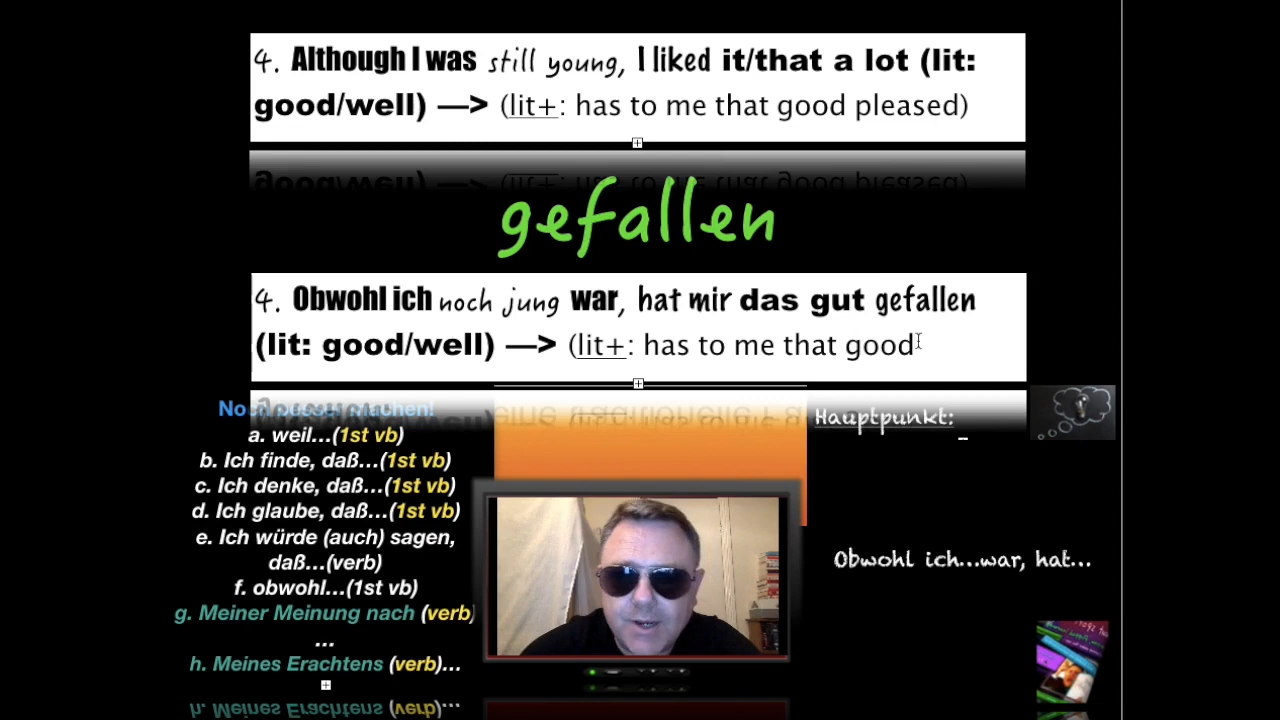 4. Although I was still young, I liked it/that a lot (lit:
good/well) —> (lit+: has to me that good pleased)
gefallen
4. Obwohl ich noch jung war, hat mir das gut gefallen
(lit: good/well) —> (lit+: has to me that good
machen!
a. weil...(1st vb)
b. Ich finde, daß...(1st vb)
c. Ich denke, daß...(1st vb)
d. Ich glaube, daß...(1st vb)
e. Ich würde (auch) sagen,
daß...(verb)
f. obwohl...(1st vb)
g. Meiner Meinung nach (verb)
...
h. Meines Erachtens (verb)...
Hauptpunkt:
Obwohl ich...war, hat...